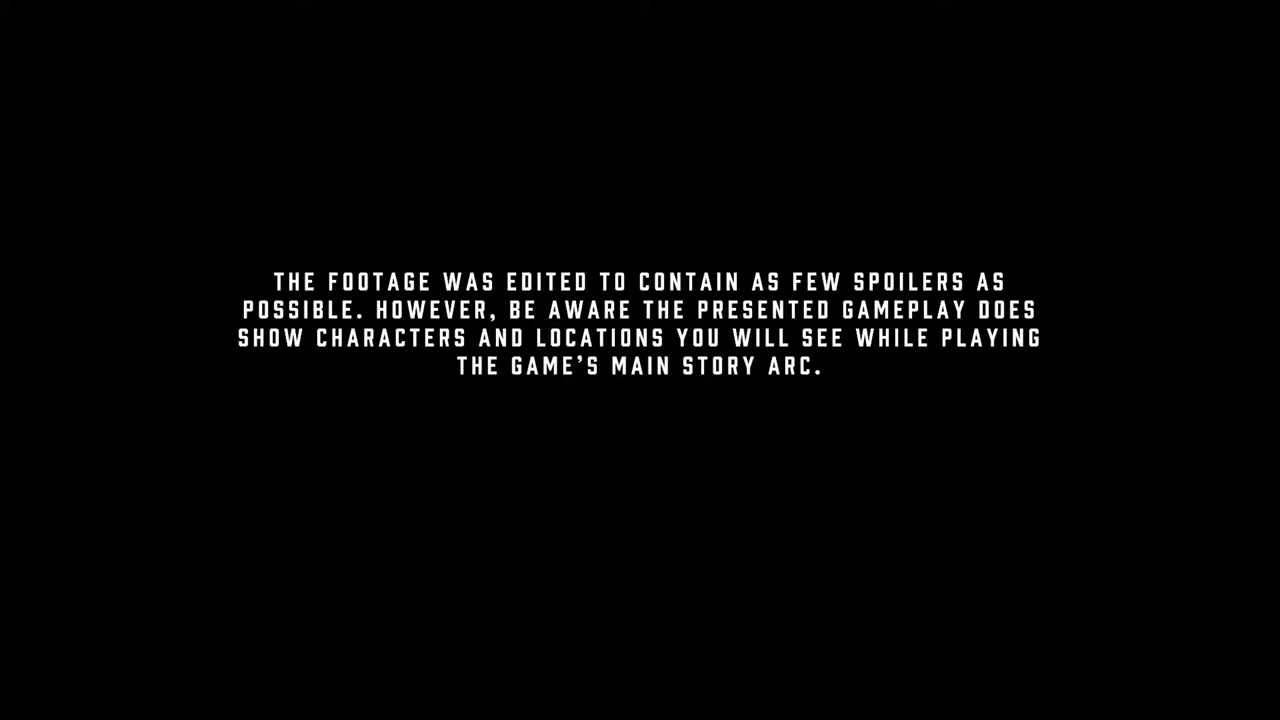 THE FOOTAGE WAS EDITED TO CONTAIN AS FEW SPOILERS AS
POSSIBLE. HOWEVER, BE AWARE THE PRESENTED GAMEPLAY DOES
SHOW CHARACTERS AND LOCATIONS YOU WILL SEE WHILE PLAYING
THE GAME’S MAIN STORY ARC.